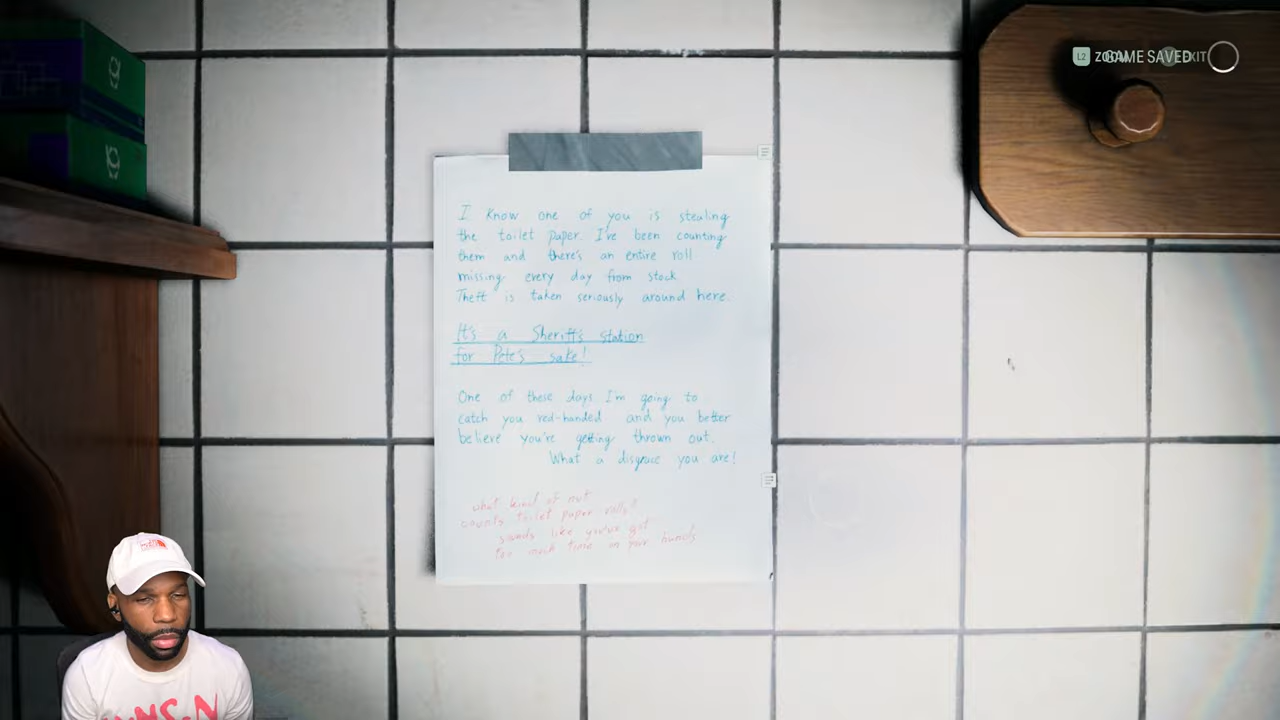 L2 ZOOM
GAME SAVED
EXIT
I Know one of you is stealing
the toilet paper. I've been counting
them and there's an entire roll
missing every day from stock
Theft is taken seriously around here.
It's a Sheriff's station
for Pete's sake!
One of these days I'm going to
catch you red-handed and you better
believe you're getting thrown out.
What a disgrace you are!
what kind of nut
counts toilet paper rolls?
sounds like you've got
too much time on your hands